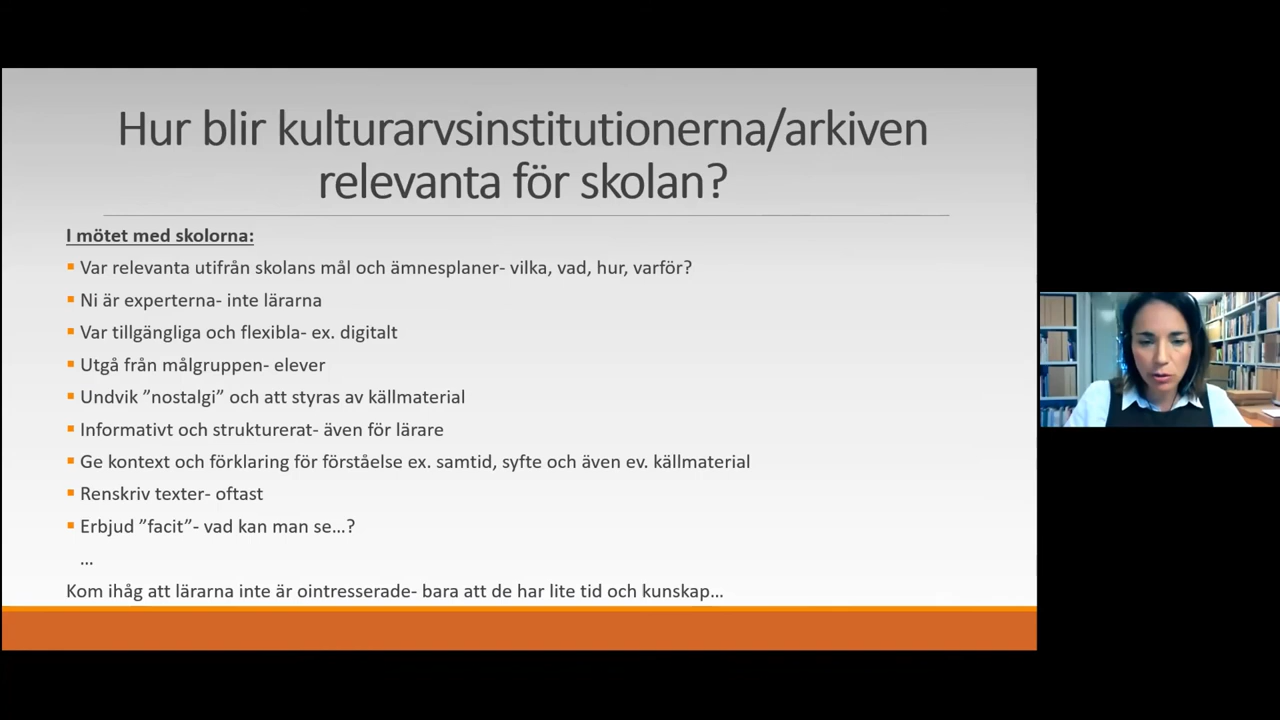 Hur blir kulturarvsinstitutionerna/arkiven
relevanta för skolan?
I mötet med skolorna:
Var relevanta utifrån skolans mål och ämnesplaner- vilka, vad, hur, varför?
Ni är experterna- inte lärarna
Var tillgängliga och flexibla- ex. digitalt
Utgå från målgruppen- elever
Undvik ”nostalgi” och att styras av källmaterial
Informativt och strukturerat- även för lärare
Ge kontext och förklaring för förståelse ex. samtid, syfte och även ev. källmaterial
Renskriv texter- oftast
Erbjud ”facit”- vad kan man se…?
…
Kom ihåg att lärarna inte är ointresserade- bara att de har lite tid och kunskap…